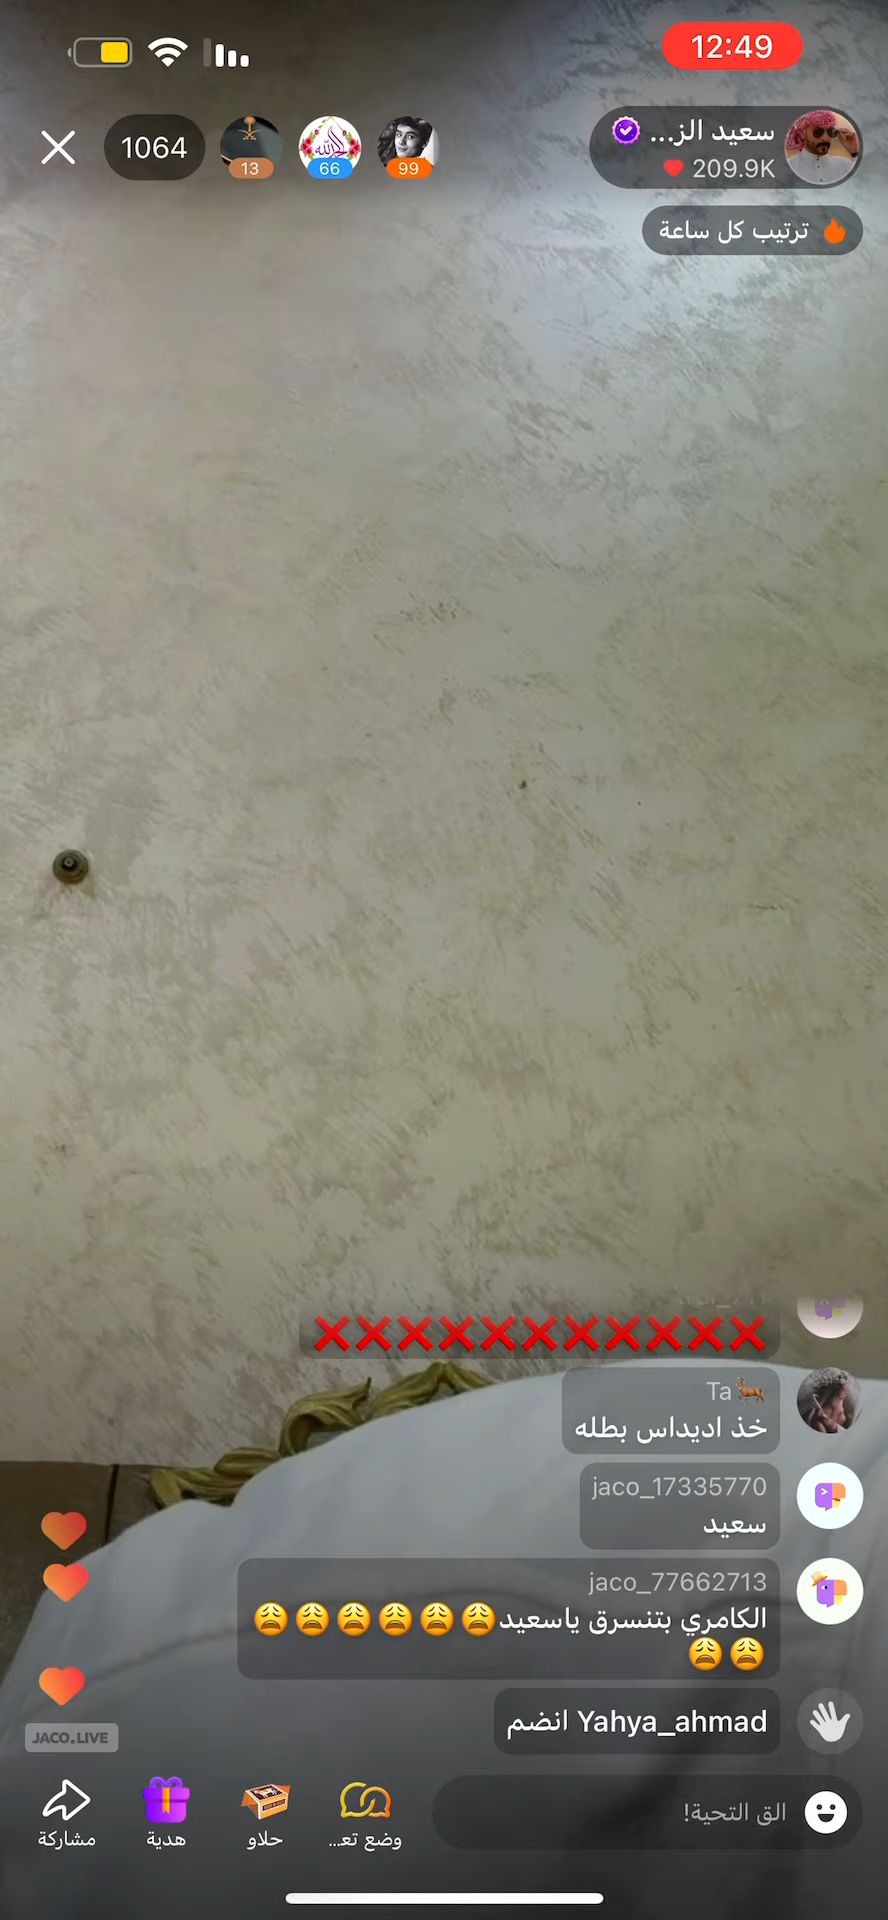 12:49
سعيد الز...
209.9K
1064
13
66
99
ترتيب كل ساعة
Ta
خذ اديداس بطله
jaco_17335770
سعيد
jaco_77662713
الكامري بتنسرق ياسعيد😩😩😩😩😩😩
😩😩
Yahya_ahmad انضم
JACO.LIVE
الق التحية!
وضع تعـ...
حلاو
هدية
مشاركة